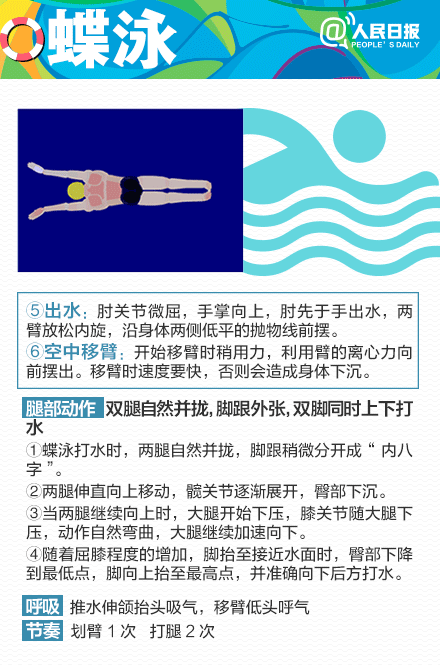 蝶泳
@人民日报
PEOPLE'S DAILY
⑤出水：肘关节微屈，手掌向上，肘先于手出水，两
臂放松内旋，沿身体两侧低平的抛物线前摆。
⑥空中移臂：开始移臂时稍用力，利用臂的离心力向
前摆出。移臂时速度要快，否则会造成身体下沉。
腿部动作 双腿自然并拢，脚跟外张，双脚同时上下打
水
①蝶泳打水时，两腿自然并拢，脚跟稍微分开成“内八
字”。
②两腿伸直向上移动，髋关节逐渐展开，臀部下沉。
③当两腿继续向上时，大腿开始下压，膝关节随大腿下
压，动作自然弯曲，大腿继续加速向下。
④随着屈膝程度的增加，脚抬至接近水面时，臀部下降
到最低点，脚向上抬至最高点，并准确向下后方打水。
呼吸 推水伸颌抬头吸气，移臂低头呼气
节奏 划臂1次 打腿2次